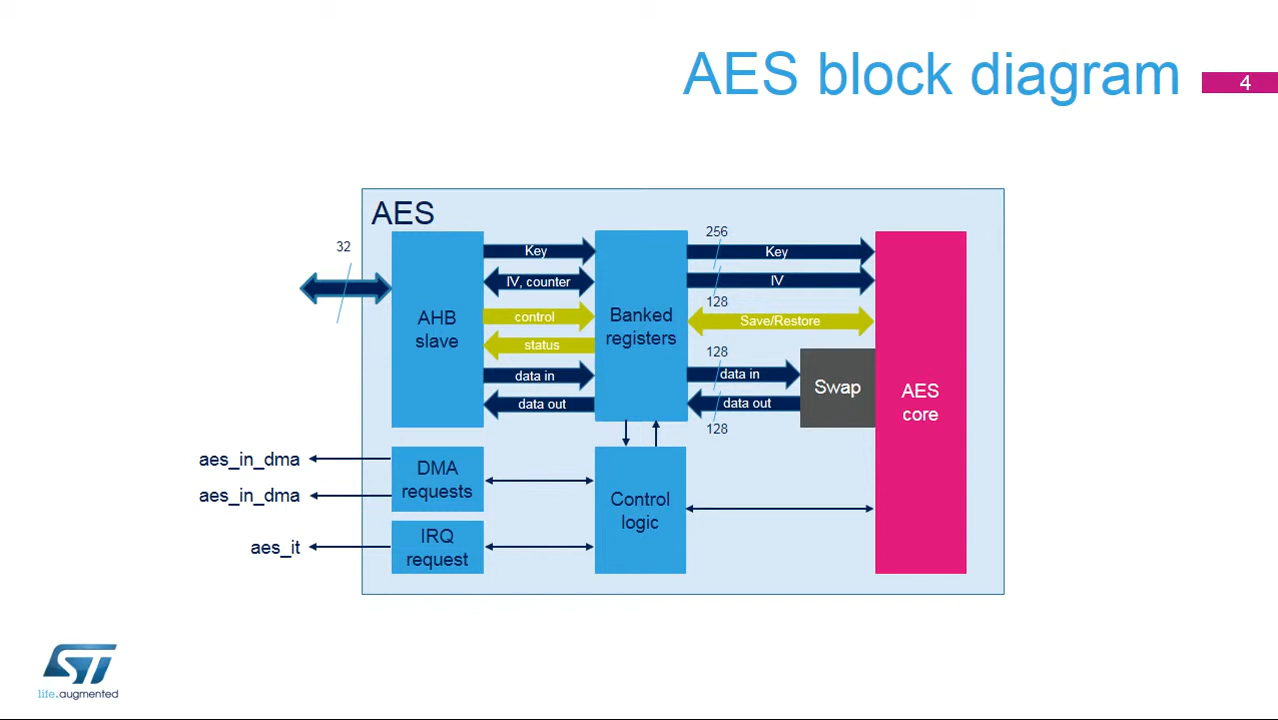 AES block diagram
4
AES
32
AHB
slave
Key
IV, counter
control
status
data in
data out
Banked
registers
256
Key
IV
128
Save/Restore
128
data in
data out
128
Swap
AES
core
aes_in_dma
aes_in_dma
DMA
requests
aes_it
IRQ
request
Control
logic
ST
life.augmented